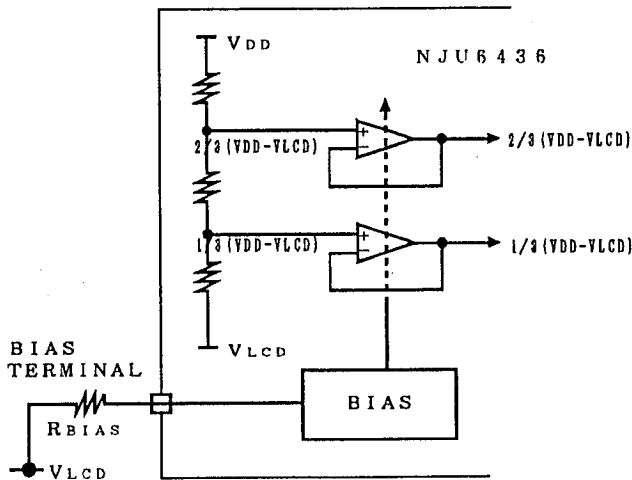 VDD
NJU6436
2/3(VDD-VLCD)
+
−
2/3(VDD-VLCD)
1/3(VDD-VLCD)
+
−
1/3(VDD-VLCD)
VLCD
BIAS
TERMINAL
RBIAS
BIAS
VLCD